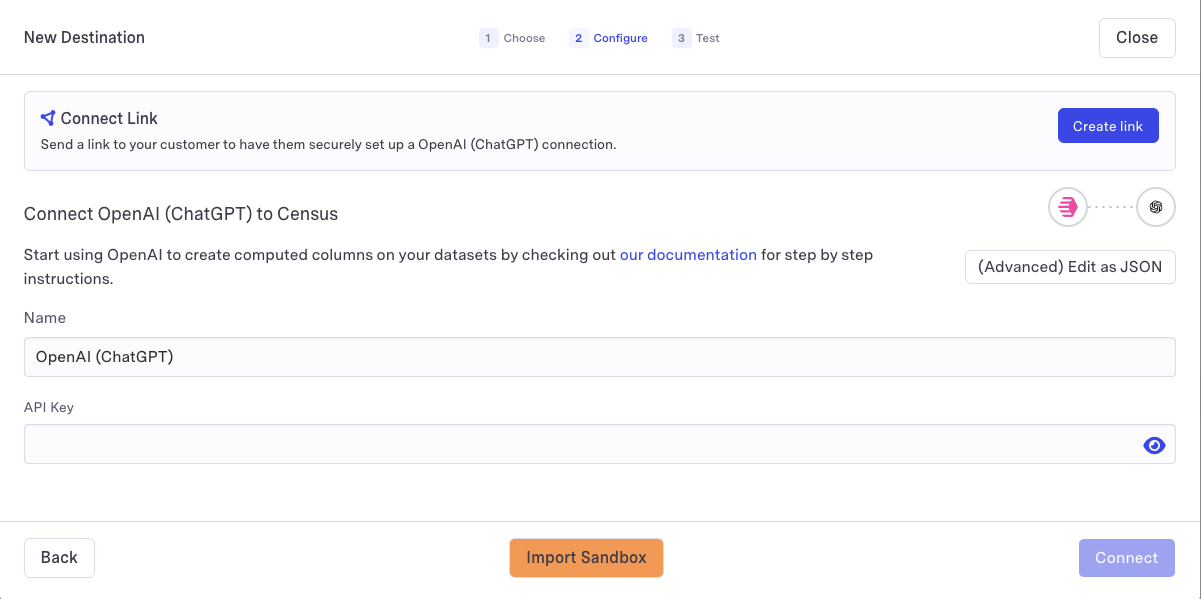 New Destination
1 Choose
2 Configure
3 Test
Close
Connect Link
Send a link to your customer to have them securely set up a OpenAI (ChatGPT) connection.
Create link
Connect OpenAI (ChatGPT) to Census
Start using OpenAI to create computed columns on your datasets by checking out our documentation for step by step
instructions.
(Advanced) Edit as JSON
Name
OpenAI (ChatGPT)
API Key
Back
Import Sandbox
Connect